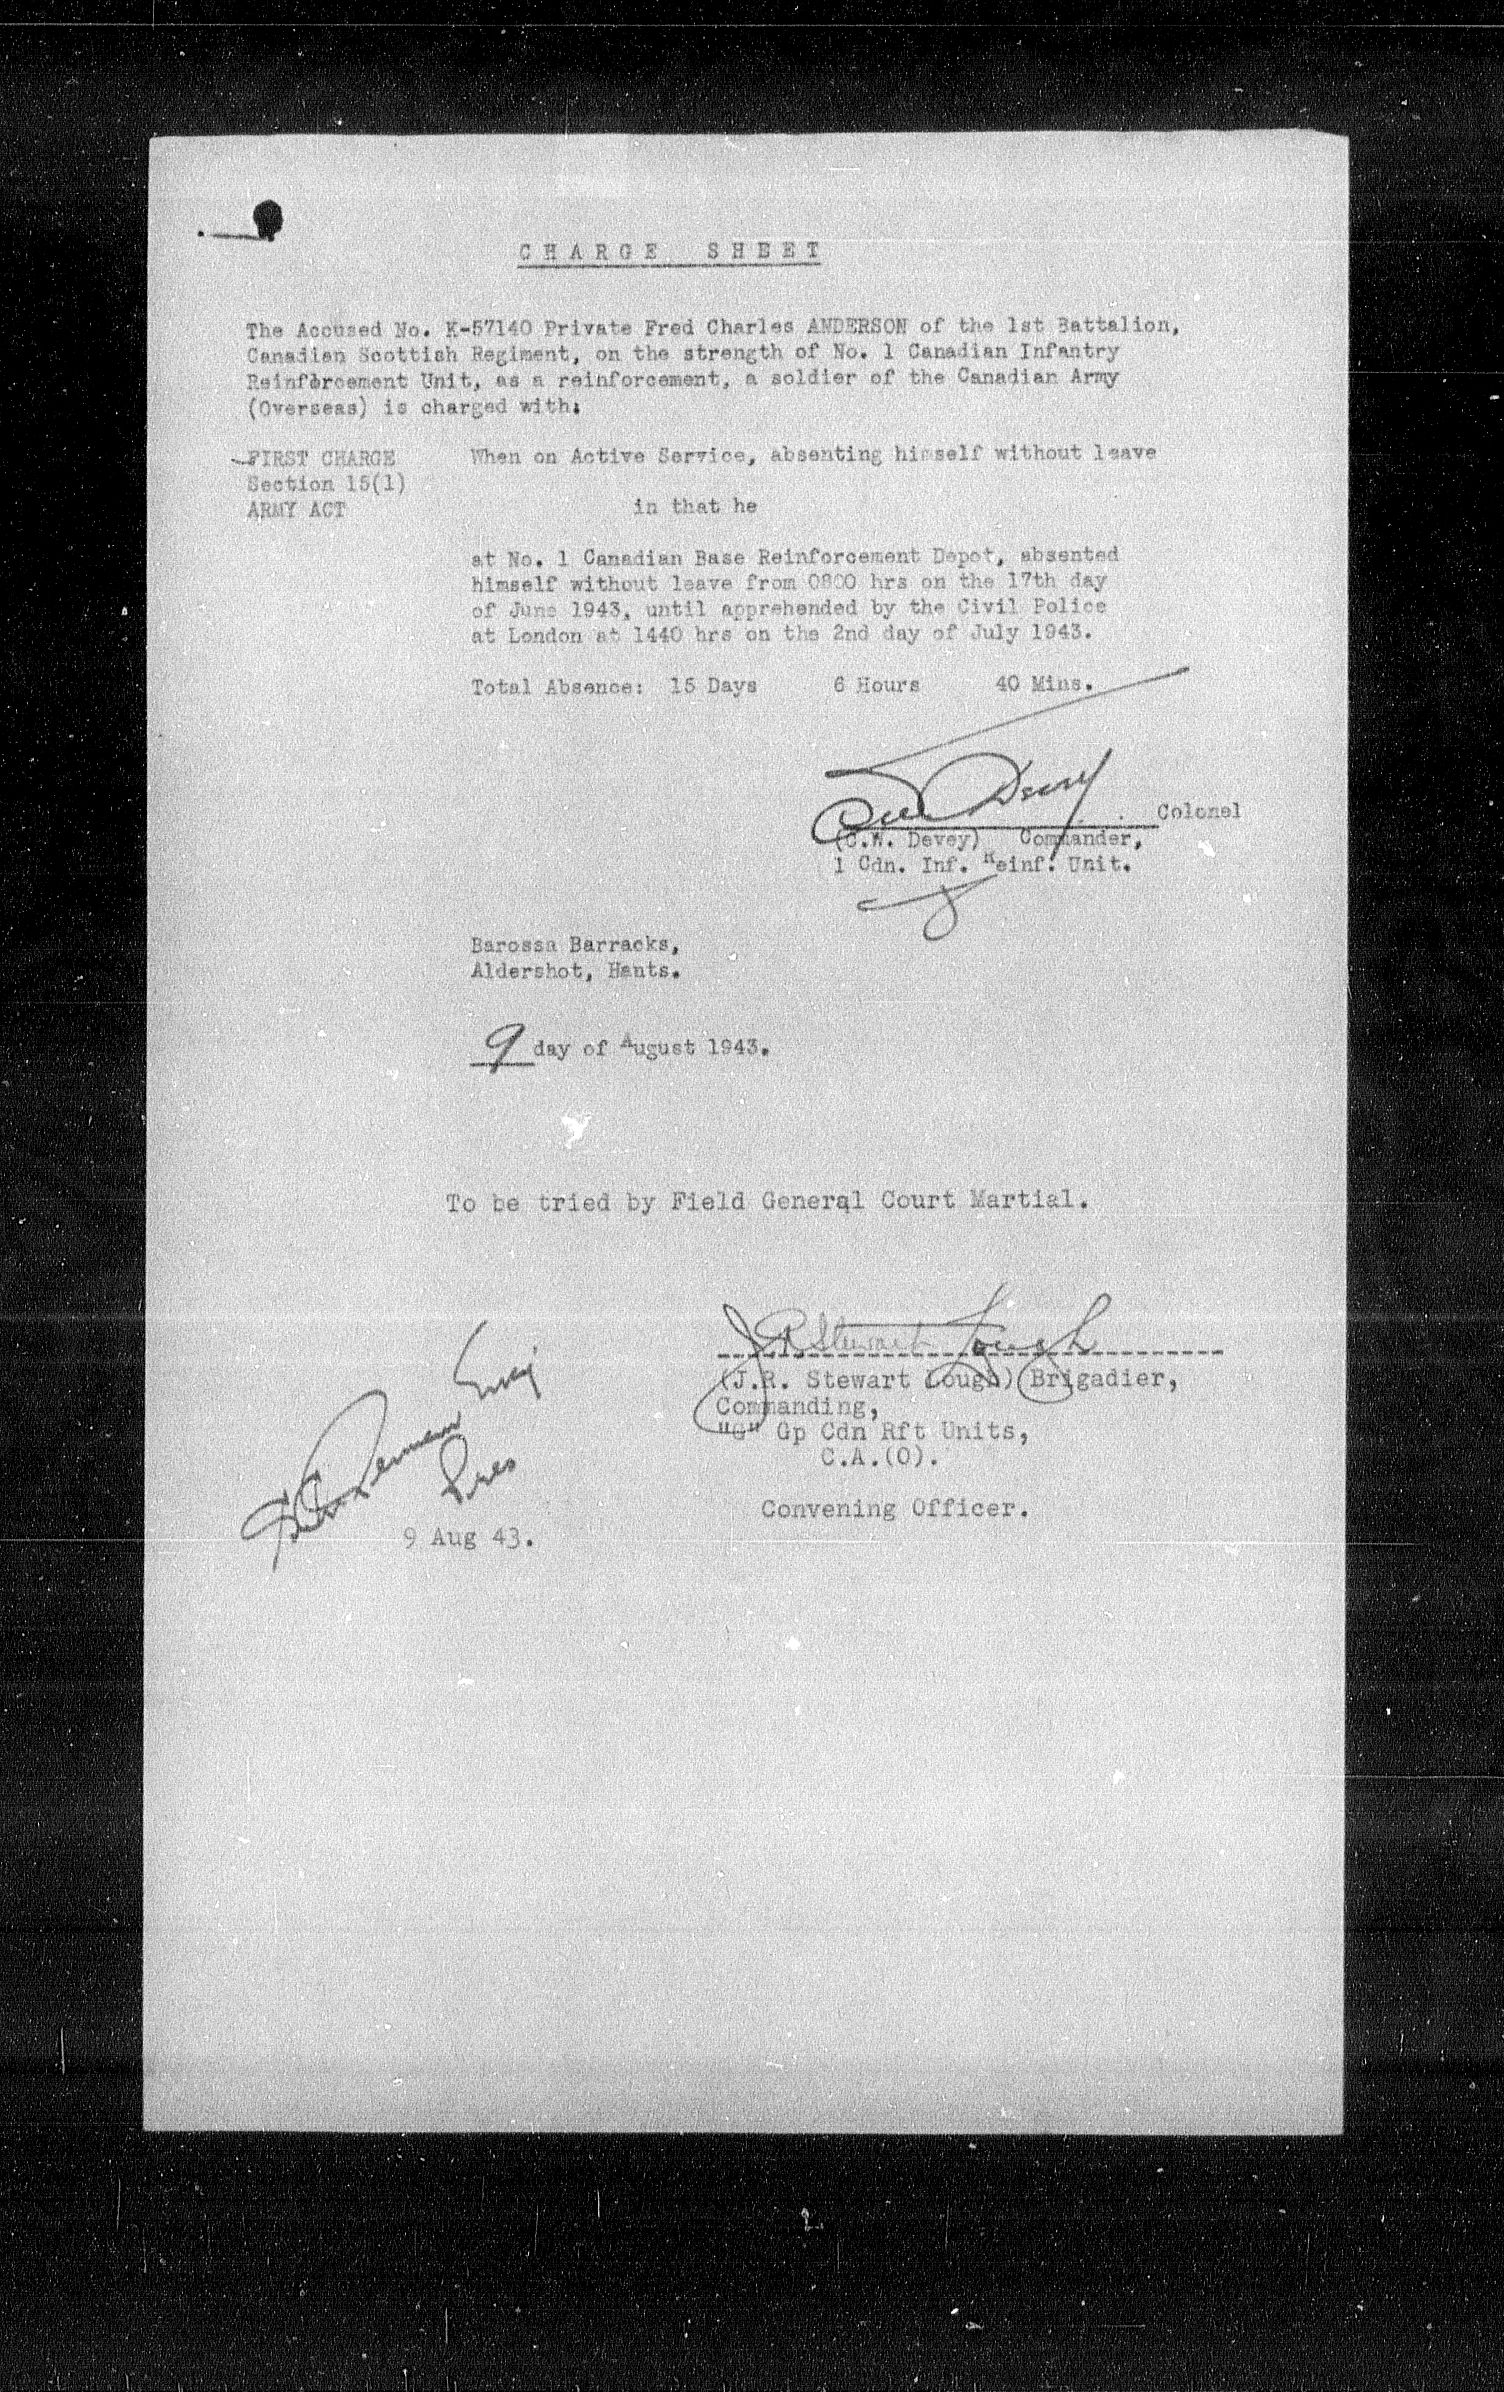 CHARGE SHEET
The Accused No. K-57140 Private Fred Charles ANDERSON of the 1st Battalion,
Canadian Scottish Regiment, on the strength of No. 1 Canadian Infantry
Reinforcement Unit, as a reinforcement, a soldier of the Canadian Army
(Overseas) is charged with:
FIRST CHARGE When on Active Service, absenting himself without leave
Section 15(1)
ARMY ACT in that he
at No. 1 Canadian Base Reinforcement Depot, absented
himself without leave from 0800 hrs on the 17th day
of June 1943, until apprehended by the Civil Police
at London at 1440 hrs on the 2nd day of July 1943.
Total Absence: 15 Days 6 Hours 40 Mins.
Devey
Colonel
(C.W. Devey) Commander,
1 Cdn. Inf. Reinf. Unit.
Barossa Barracks,
Aldershot, Hants.
9 day of August 1943.
To be tried by Field General Court Martial.
J R Stewart Lough
(J.R. Stewart Lough) Brigadier,
Commanding,
"G" Gp Cdn Rft Units,
C.A.(O).
Convening Officer.
Pres
9 Aug 43.